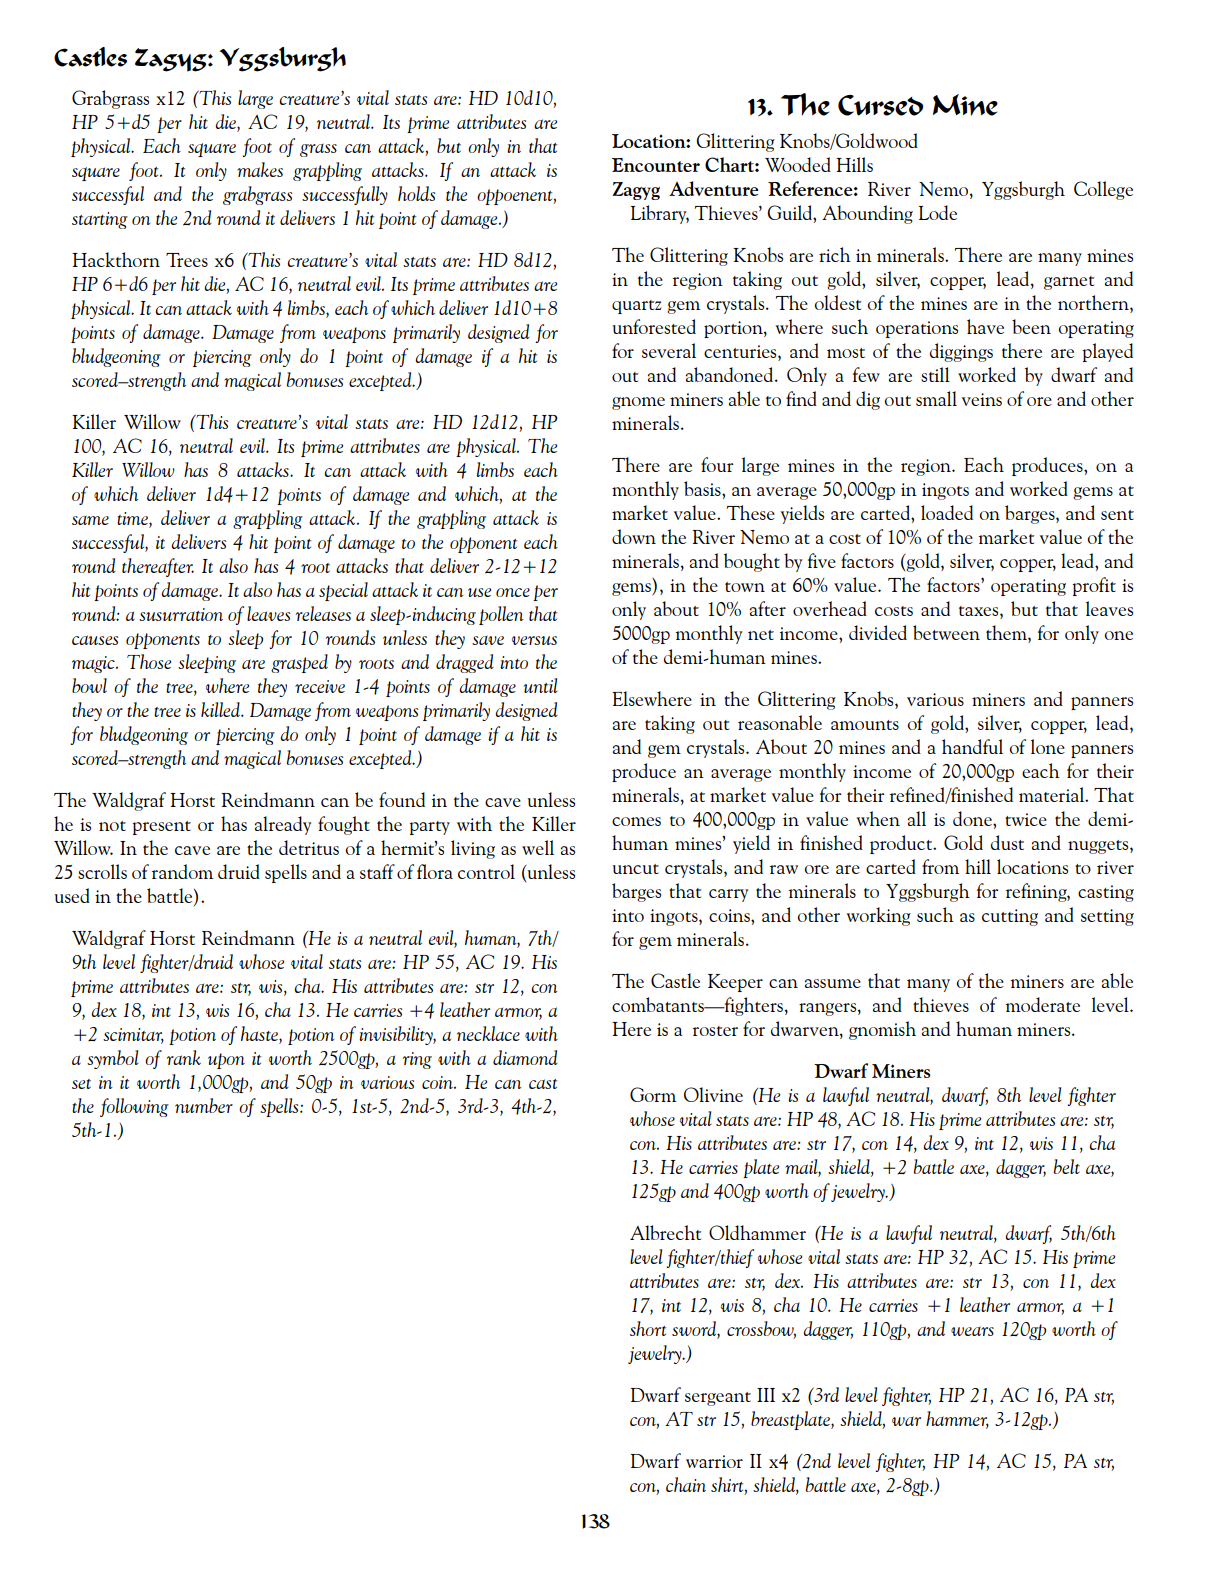 Castles Zagyg: Yggsburgh
Grabgrass x12 (This large creature's vital stats are: HD 10d10,
HP 5+d5 per hit die, AC 19, neutral. Its prime attributes are
physical. Each square foot of grass can attack, but only in that
square foot. It only makes grappling attacks. If an attack is
successful and the grabgrass successfully holds the oppoenent,
starting on the 2nd round it delivers 1 hit point of damage.)
Hackthorn Trees x6 (This creature's vital stats are: HD 8d12,
HP 6+d6 per hit die, AC 16, neutral evil. Its prime attributes are
physical. It can attack with 4 limbs, each of which deliver 1d10+8
points of damage. Damage from weapons primarily designed for
bludgeoning or piercing only do 1 point of damage if a hit is
scored–strength and magical bonuses excepted.)
Killer Willow (This creature's vital stats are: HD 12d12, HP
100, AC 16, neutral evil. Its prime attributes are physical. The
Killer Willow has 8 attacks. It can attack with 4 limbs each
of which deliver 1d4+12 points of damage and which, at the
same time, deliver a grappling attack. If the grappling attack is
successful, it delivers 4 hit point of damage to the opponent each
round thereafter. It also has 4 root attacks that deliver 2-12+12
hit points of damage. It also has a special attack it can use once per
round: a susurration of leaves releases a sleep-inducing pollen that
causes opponents to sleep for 10 rounds unless they save versus
magic. Those sleeping are grasped by roots and dragged into the
bowl of the tree, where they receive 1-4 points of damage until
they or the tree is killed. Damage from weapons primarily designed
for bludgeoning or piercing do only 1 point of damage if a hit is
scored–strength and magical bonuses excepted.)
The Waldgraf Horst Reindmann can be found in the cave unless
he is not present or has already fought the party with the Killer
Willow. In the cave are the detritus of a hermit's living as well as
25 scrolls of random druid spells and a staff of flora control (unless
used in the battle).
Waldgraf Horst Reindmann (He is a neutral evil, human, 7th/
9th level fighter/druid whose vital stats are: HP 55, AC 19. His
prime attributes are: str, wis, cha. His attributes are: str 12, con
9, dex 18, int 13, wis 16, cha 13. He carries +4 leather armor, a
+2 scimitar, potion of haste, potion of invisibility, a necklace with
a symbol of rank upon it worth 2500gp, a ring with a diamond
set in it worth 1,000gp, and 50gp in various coin. He can cast
the following number of spells: 0-5, 1st-5, 2nd-5, 3rd-3, 4th-2,
5th-1.)
13. The Cursed Mine
Location: Glittering Knobs/Goldwood
Encounter Chart: Wooded Hills
Zagyg Adventure Reference: River Nemo, Yggsburgh College
Library, Thieves' Guild, Abounding Lode
The Glittering Knobs are rich in minerals. There are many mines
in the region taking out gold, silver, copper, lead, garnet and
quartz gem crystals. The oldest of the mines are in the northern,
unforested portion, where such operations have been operating
for several centuries, and most of the diggings there are played
out and abandoned. Only a few are still worked by dwarf and
gnome miners able to find and dig out small veins of ore and other
minerals.
There are four large mines in the region. Each produces, on a
monthly basis, an average 50,000gp in ingots and worked gems at
market value. These yields are carted, loaded on barges, and sent
down the River Nemo at a cost of 10% of the market value of the
minerals, and bought by five factors (gold, silver, copper, lead, and
gems), in the town at 60% value. The factors' operating profit is
only about 10% after overhead costs and taxes, but that leaves
5000gp monthly net income, divided between them, for only one
of the demi-human mines.
Elsewhere in the Glittering Knobs, various miners and panners
are taking out reasonable amounts of gold, silver, copper, lead,
and gem crystals. About 20 mines and a handful of lone panners
produce an average monthly income of 20,000gp each for their
minerals, at market value for their refined/finished material. That
comes to 400,000gp in value when all is done, twice the demi-
human mines' yield in finished product. Gold dust and nuggets,
uncut crystals, and raw ore are carted from hill locations to river
barges that carry the minerals to Yggsburgh for refining, casting
into ingots, coins, and other working such as cutting and setting
for gem minerals.
The Castle Keeper can assume that many of the miners are able
combatants—fighters, rangers, and thieves of moderate level.
Here is a roster for dwarven, gnomish and human miners.
Dwarf Miners
Gorm Olivine (He is a lawful neutral, dwarf, 8th level fighter
whose vital stats are: HP 48, AC 18. His prime attributes are: str,
con. His attributes are: str 17, con 14, dex 9, int 12, wis 11, cha
13. He carries plate mail, shield, +2 battle axe, dagger, belt axe,
125gp and 400gp worth of jewelry.)
Albrecht Oldhammer (He is a lawful neutral, dwarf, 5th/6th
level fighter/thief whose vital stats are: HP 32, AC 15. His prime
attributes are: str, dex. His attributes are: str 13, con 11, dex
17, int 12, wis 8, cha 10. He carries +1 leather armor, a +1
short sword, crossbow, dagger, 110gp, and wears 120gp worth of
jewelry.)
Dwarf sergeant III x2 (3rd level fighter, HP 21, AC 16, PA str,
con, AT str 15, breastplate, shield, war hammer, 3-12gp.)
Dwarf warrior II x4 (2nd level fighter, HP 14, AC 15, PA str,
con, chain shirt, shield, battle axe, 2-8gp.)
138